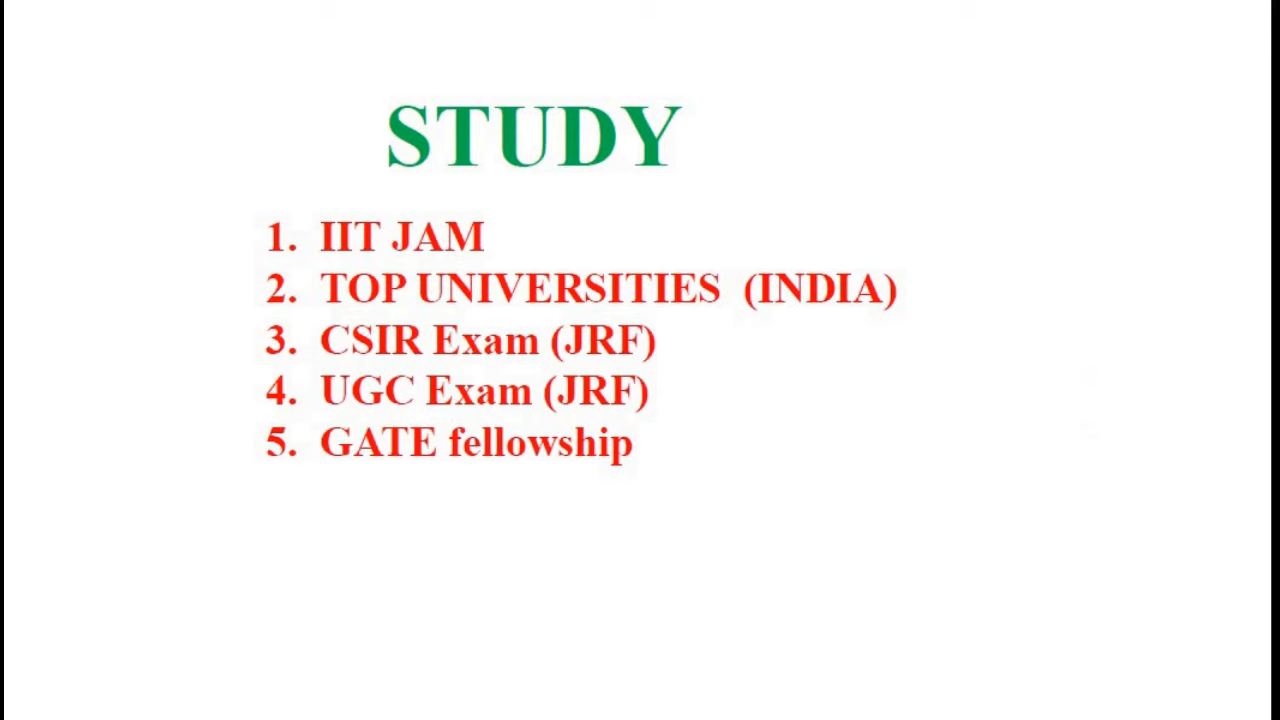 STUDY
1. IIT JAM
2. TOP UNIVERSITIES (INDIA)
3. CSIR Exam (JRF)
4. UGC Exam (JRF)
5. GATE fellowship